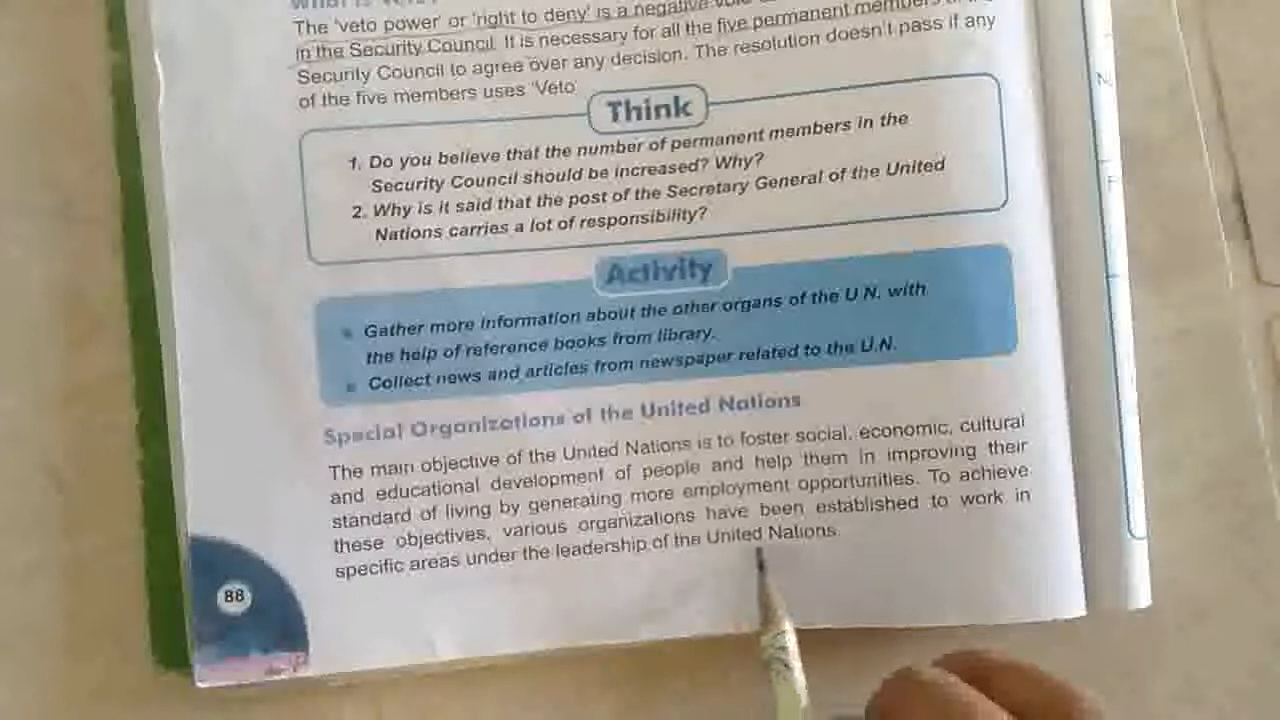 What is Veto?
The 'veto power' or 'right to deny' is a negative
in the Security Council. It is necessary for all the five permanent members
Security Council to agree over any decision. The resolution doesn't pass if any
of the five members uses 'Veto'
Think
1. Do you believe that the number of permanent members in the
Security Council should be increased? Why?
2. Why is it said that the post of the Secretary General of the United
Nations carries a lot of responsibility?
Activity
Gather more information about the other organs of the U.N. with
the help of reference books from library.
Collect news and articles from newspaper related to the U.N.
Special Organizations of the United Nations
The main objective of the United Nations is to foster social, economic, cultural
and educational development of people and help them in improving their
standard of living by generating more employment opportunities. To achieve
these objectives, various organizations have been established to work in
specific areas under the leadership of the United Nations.
88